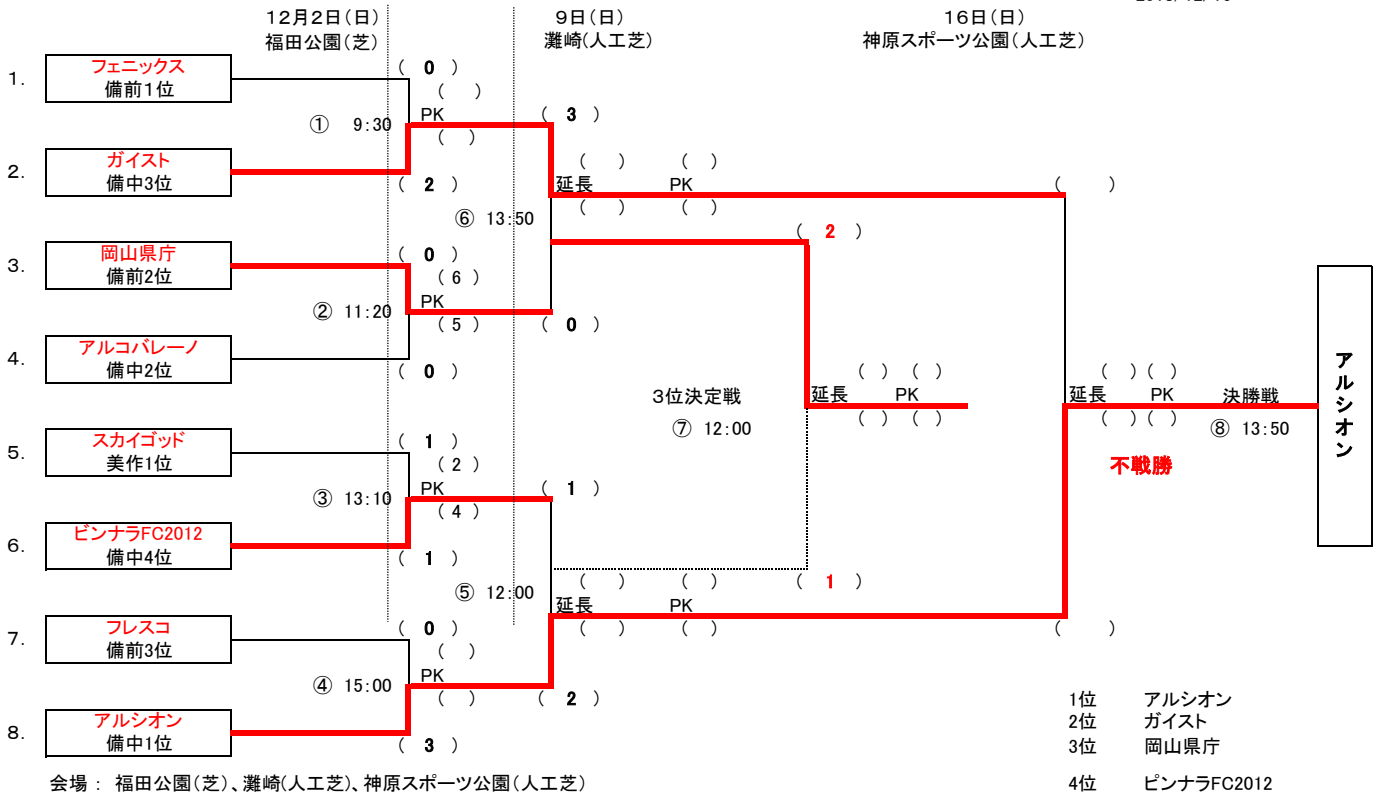 12月2日(日) 9日(日) 16日(日)
福田公園(芝) 灘崎(人工芝) 神原スポーツ公園(人工芝)
1. フェニックス
備前1位
( 0 )
( )
① 9:30 PK
( )
( 3 )
2. ガイスト
備中3位
( 2 )
( ) ( )
延長 PK
( ) ( )
( )
⑥ 13:50
( 2 )
3. 岡山県庁
備前2位
( 0 )
( 6 )
② 11:20 PK
( 5 )
( 0 )
4. アルコバレーノ
備中2位
( 0 )
3位決定戦
⑦ 12:00
( ) ( )
延長 PK
( ) ( )
( ) ( )
延長 PK 決勝戦
( ) ( )
⑧ 13:50
不戦勝
アルシオン
5. スカイゴッド
美作1位
( 1 )
( 2 )
③ 13:10 PK
( 4 )
( 1 )
6. ビンナラFC2012
備中4位
( 1 )
⑤ 12:00
( ) ( )
延長 PK
( ) ( )
( 1 )
( )
7. フレスコ
備前3位
( 0 )
( )
④ 15:00 PK
( )
( 2 )
8. アルシオン
備中1位
( 3 )
1位 アルシオン
2位 ガイスト
3位 岡山県庁
4位 ピンナラFC2012
会場 : 福田公園(芝)、灘崎(人工芝)、神原スポーツ公園(人工芝)